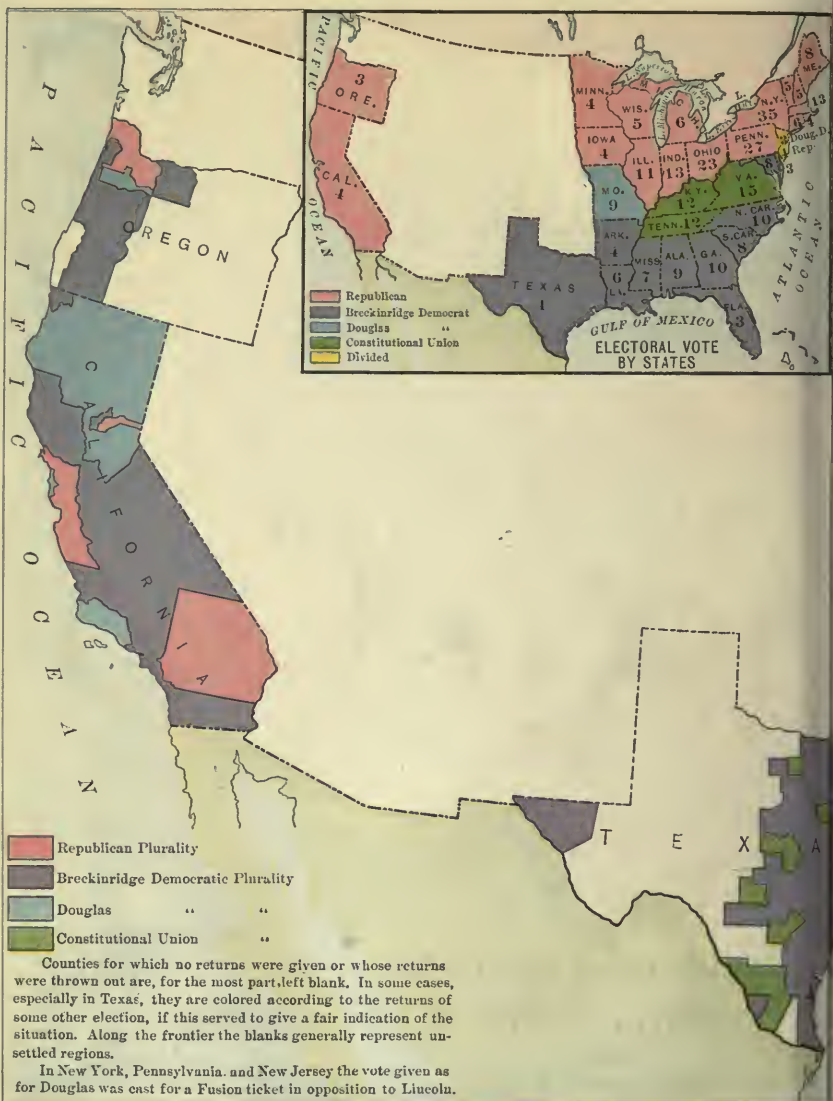 PACIFIC OCEAN
OREGON
CALIFORNIA
TEXA
PACIFIC
OCEAN
3
ORE.
CAL.
4
MINN.
4
WIS.
5
MICH.
6
L. Superior
L. Michigan
IOWA
4
ILL.
11
IND.
13
OHIO
23
PENN.
27
N.Y.
35
5
5
8
ME.
13
6
4
Doug. D.
Rep.
8
3
MO.
9
KY.
12
VA.
15
TENN. 12
N. CAR.
10
S. CAR.
8
ARK.
4
MISS.
7
ALA.
9
GA.
10
6
LA.
TEXAS
4
FLA.
3
ATLANTIC
OCEAN
GULF OF MEXICO
ELECTORAL VOTE
BY STATES
Republican
Breckinridge Democrat
Douglas "
Constitutional Union
Divided
Republican Plurality
Breckinridge Democratic Plurality
Douglas " "
Constitutional Union "
Counties for which no returns were given or whose returns
were thrown out are, for the most part, left blank. In some cases,
especially in Texas, they are colored according to the returns of
some other election, if this served to give a fair indication of the
situation. Along the frontier the blanks generally represent un-
settled regions.
In New York, Pennsylvania. and New Jersey the vote given as
for Douglas was cast for a Fusion ticket in opposition to Lincoln.